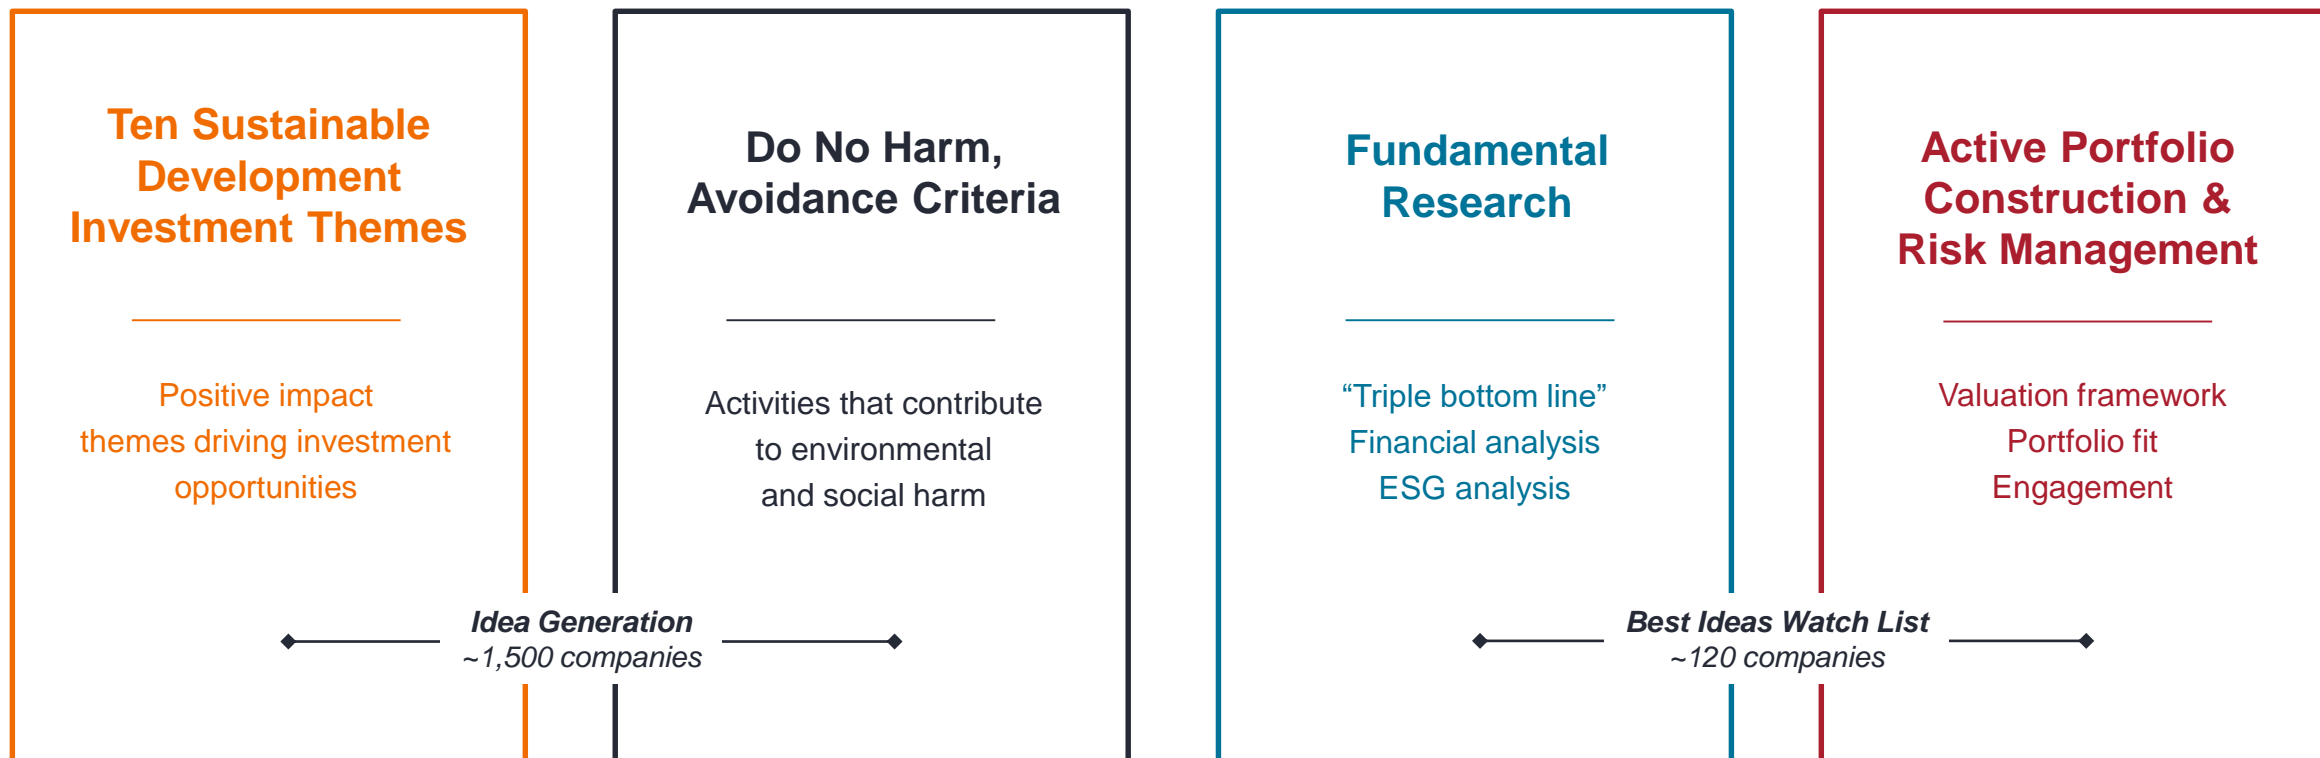 Ten Sustainable
Development
Investment Themes
Positive impact
themes driving investment
opportunities
Do No Harm,
Avoidance Criteria
Activities that contribute
to environmental
and social harm
Idea Generation
~1,500 companies
Fundamental
Research
“Triple bottom line”
Financial analysis
ESG analysis
Active Portfolio
Construction &
Risk Management
Valuation framework
Portfolio fit
Engagement
Best Ideas Watch List
~120 companies